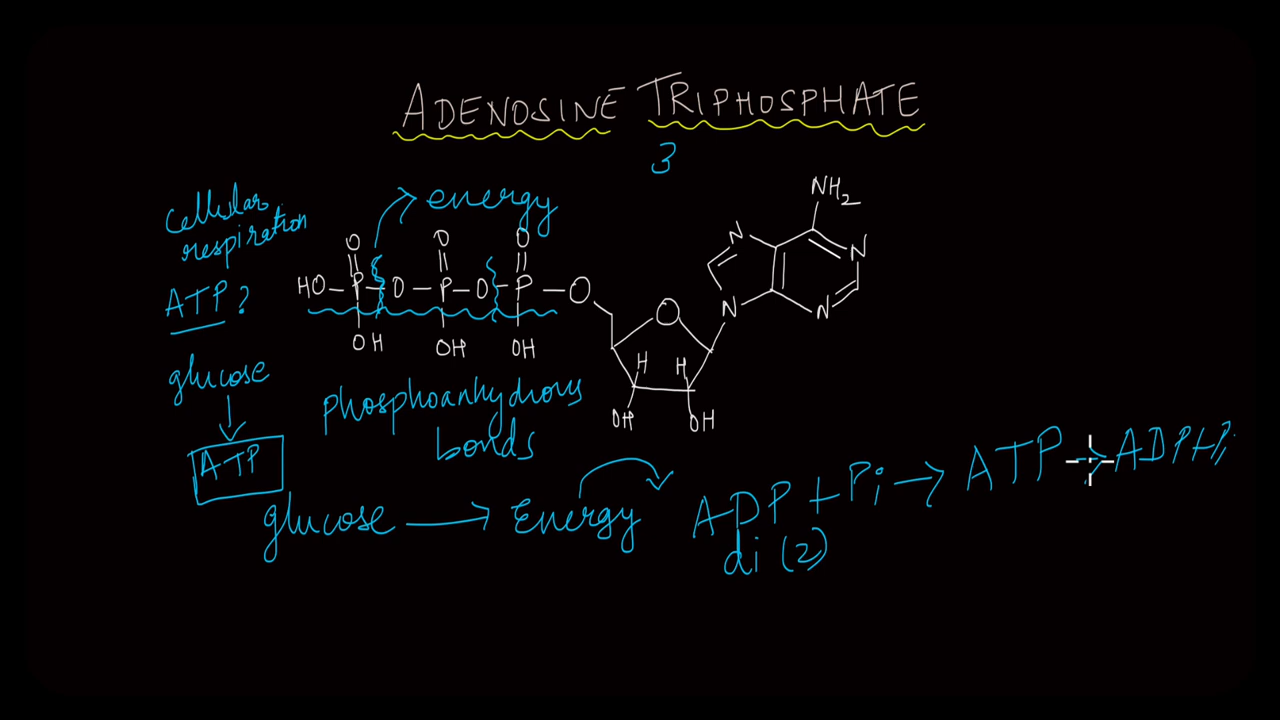 ADENOSINE TRIPHOSPHATE
3
cellular
respiration
ATP?
glucose
ATP
energy
O O O
HO-P-O-P-O-P-O
OH OH OH
phosphoanhydrous
bonds
NH2
N N
N N
O
H H
OH OH
glucose → Energy ADP + Pi → ATP → ADP+Pi
di (2)